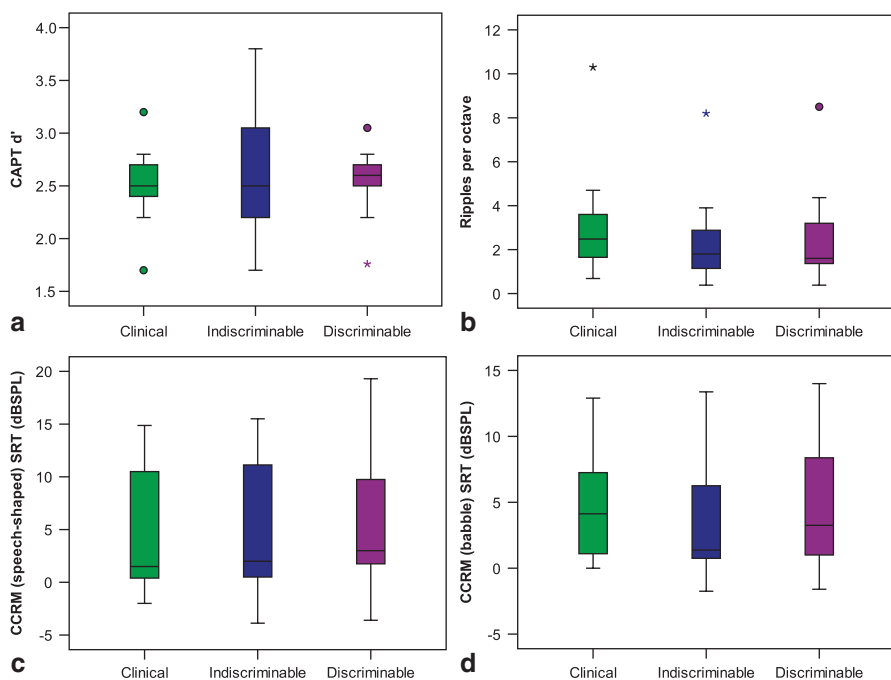 4.0
3.5
3.0
2.5
2.0
1.5
CAPT d'
Clinical Indiscriminable Discriminable
a
12
10
8
6
4
2
0
Ripples per octave
Clinical Indiscriminable Discriminable
b
20
15
10
5
0
-5
CCRM (speech-shaped) SRT (dBSPL)
Clinical Indiscriminable Discriminable
c
15
10
5
0
-5
CCRM (babble) SRT (dBSPL)
Clinical Indiscriminable Discriminable
d